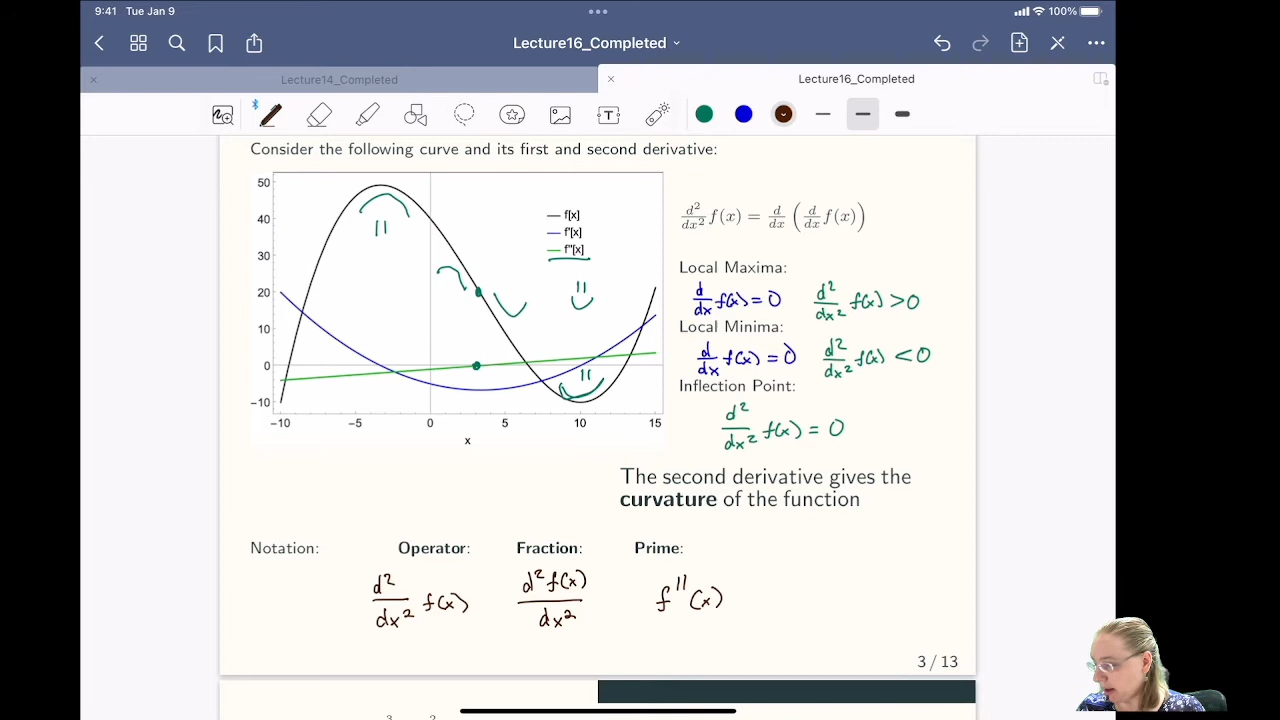 9:41 Tue Jan 9
100%
Lecture16_Completed
Lecture14_Completed
Lecture16_Completed
T
Consider the following curve and its first and second derivative:
50
40
30
20
10
0
−10
−10 −5 0 5 10 15
x
f[x]
f'[x]
f''[x]
d²/dx² f(x) = d/dx (d/dx f(x))
Local Maxima:
d/dx f(x) = 0 d²/dx² f(x) > 0
Local Minima:
d/dx f(x) = 0 d²/dx² f(x) < 0
Inflection Point:
d²/dx² f(x) = 0
The second derivative gives the
curvature of the function
Notation: Operator: Fraction: Prime:
d²/dx² f(x) d² f(x)/dx² f''(x)
3 / 13